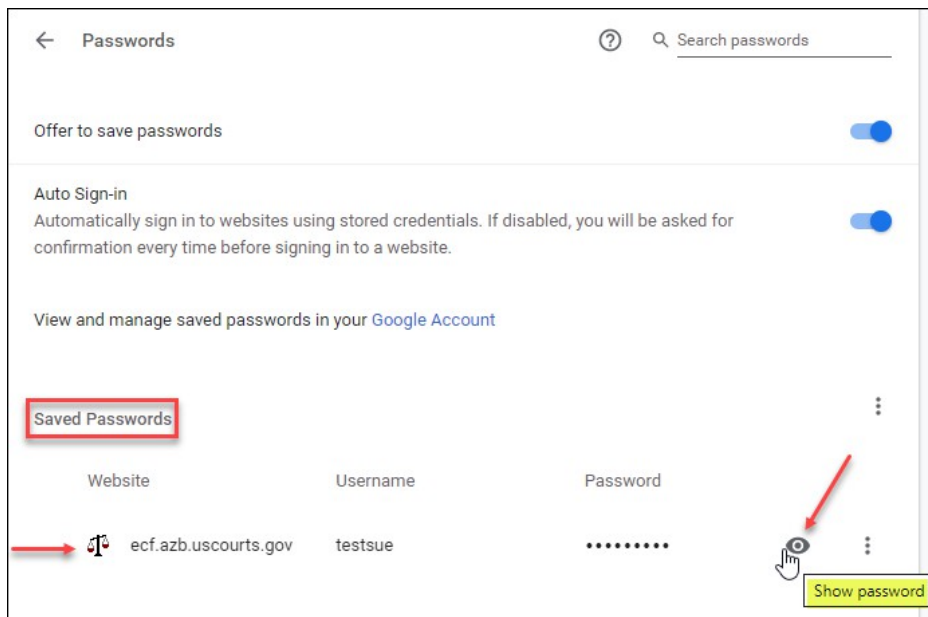 Passwords
Search passwords
Offer to save passwords
Auto Sign-in
Automatically sign in to websites using stored credentials. If disabled, you will be asked for
confirmation every time before signing in to a website.
View and manage saved passwords in your Google Account
Saved Passwords
Website Username Password
ecf.azb.uscourts.gov testsue •••••••••
Show password